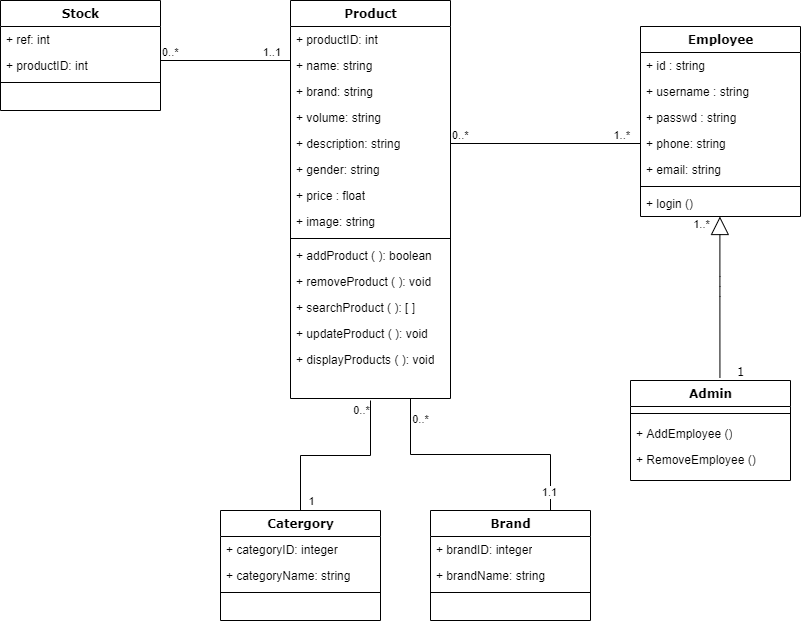 Stock
+ ref: int
+ productID: int
0..*
1..1
Product
+ productID: int
+ name: string
+ brand: string
+ volume: string
+ description: string
+ gender: string
+ price : float
+ image: string
+ addProduct ( ): boolean
+ removeProduct ( ): void
+ searchProduct ( ): [ ]
+ updateProduct ( ): void
+ displayProducts ( ): void
0..*
1..*
Employee
+ id : string
+ username : string
+ passwd : string
+ phone: string
+ email: string
+ login ()
1..*
1
Admin
+ AddEmployee ()
+ RemoveEmployee ()
0..*
0..*
1
1.1
Catergory
+ categoryID: integer
+ categoryName: string
Brand
+ brandID: integer
+ brandName: string